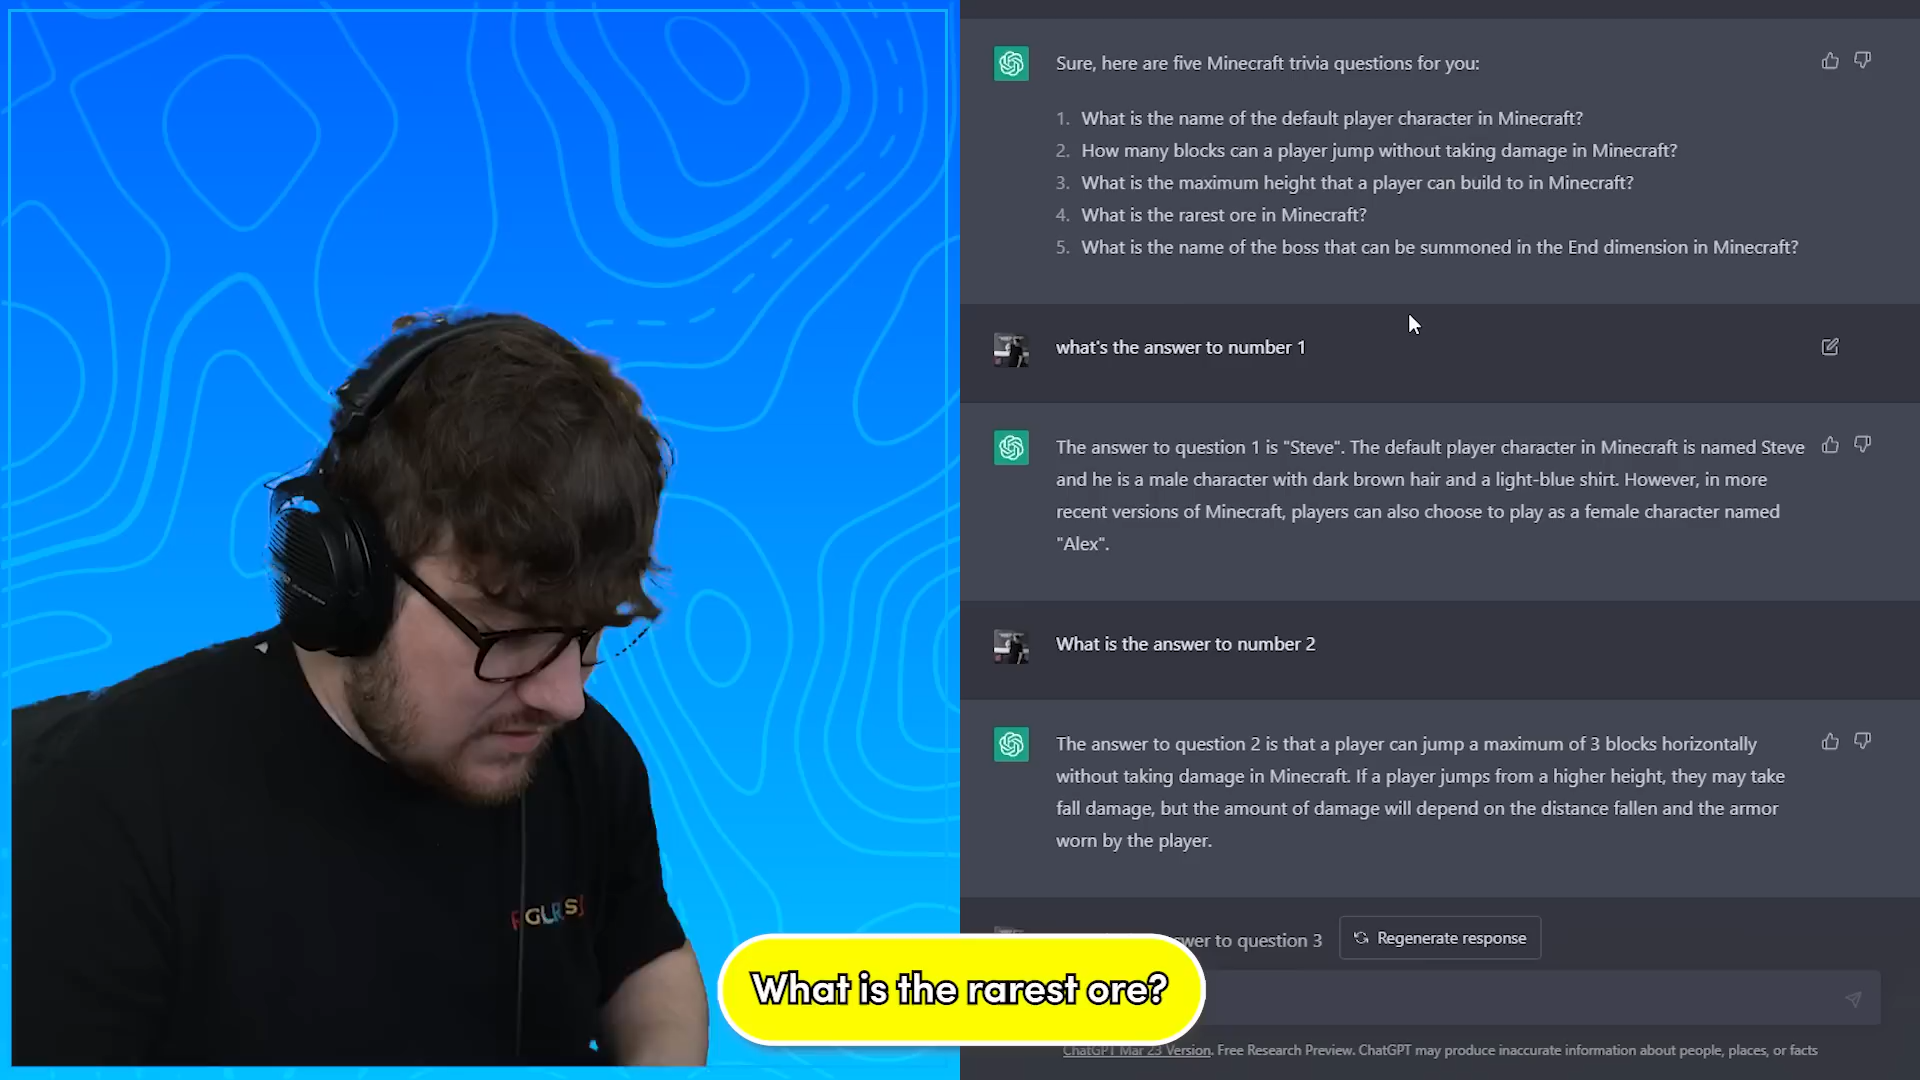 Sure, here are five Minecraft trivia questions for you:
1. What is the name of the default player character in Minecraft?
2. How many blocks can a player jump without taking damage in Minecraft?
3. What is the maximum height that a player can build to in Minecraft?
4. What is the rarest ore in Minecraft?
5. What is the name of the boss that can be summoned in the End dimension in Minecraft?
what's the answer to number 1
The answer to question 1 is "Steve". The default player character in Minecraft is named Steve
and he is a male character with dark brown hair and a light-blue shirt. However, in more
recent versions of Minecraft, players can also choose to play as a female character named
"Alex".
What is the answer to number 2
The answer to question 2 is that a player can jump a maximum of 3 blocks horizontally
without taking damage in Minecraft. If a player jumps from a higher height, they may take
fall damage, but the amount of damage will depend on the distance fallen and the armor
worn by the player.
to question 3
Regenerate response
What is the rarest ore?
ChatGPT Mar 23 Version. Free Research Preview. ChatGPT may produce inaccurate information about people, places, or facts